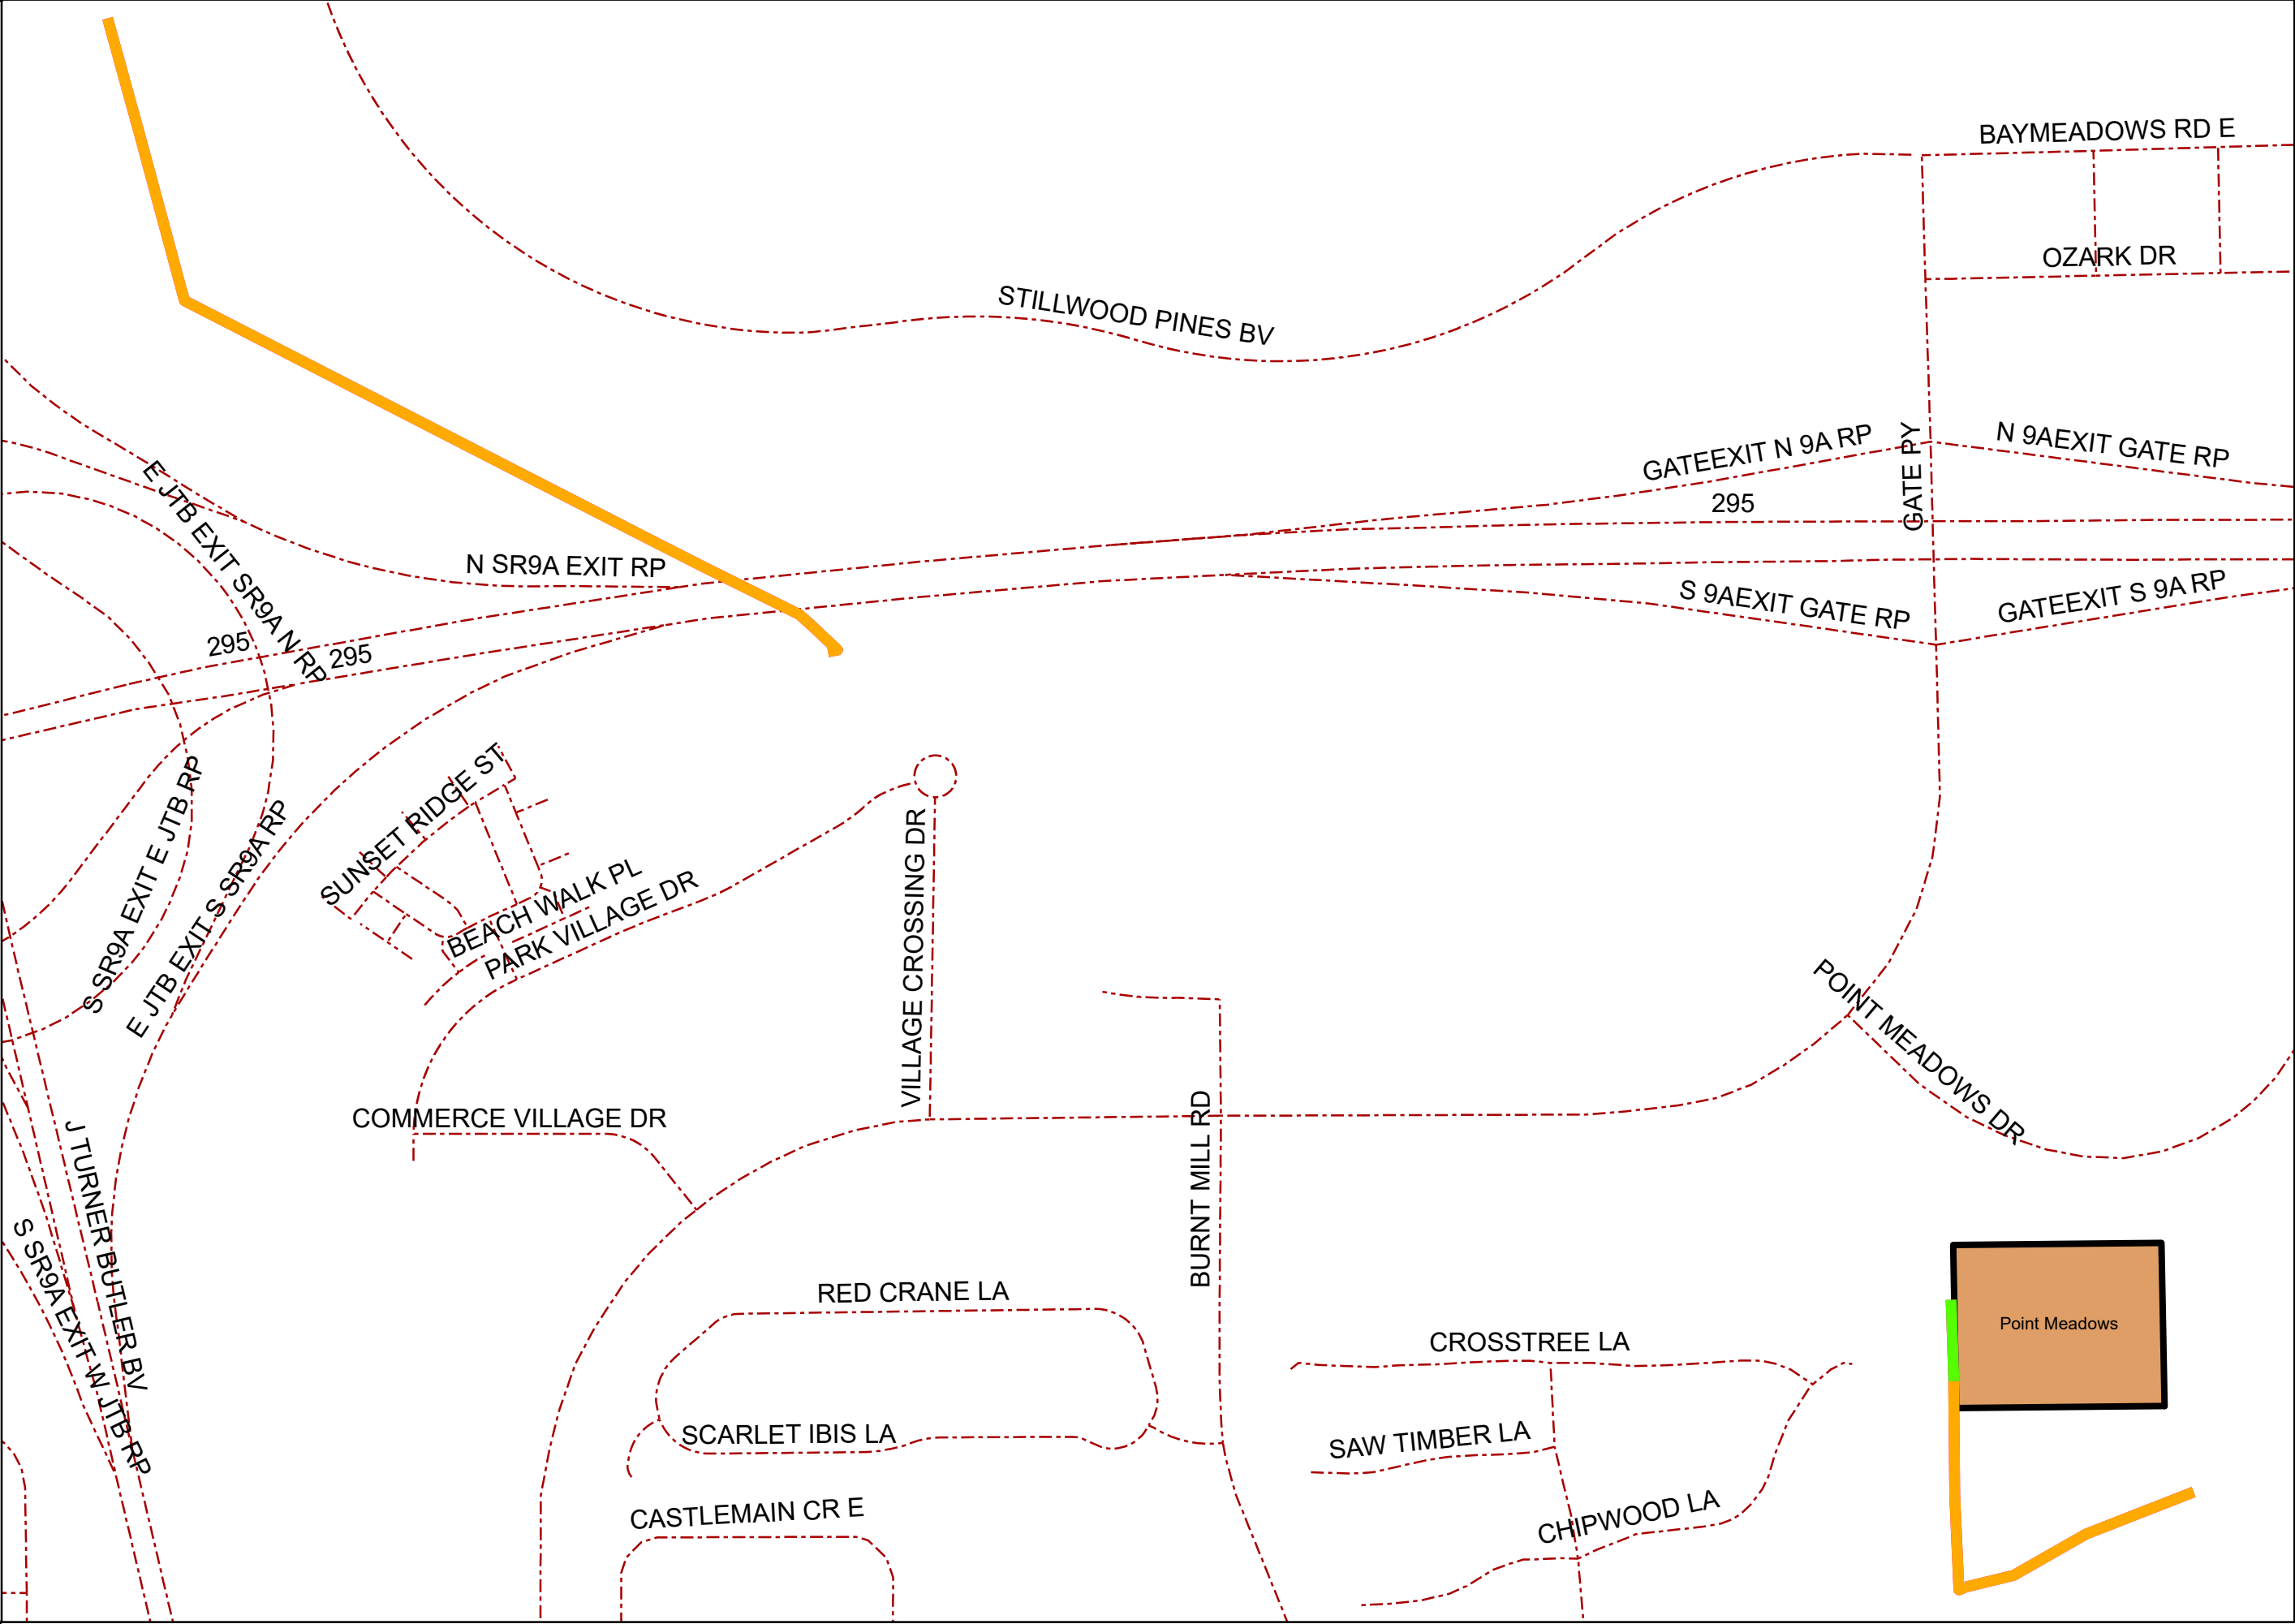 BAYMEADOWS RD E
OZARK DR
STILLWOOD PINES BV
GATEEXIT N 9A RP
GATE PY
N 9AEXIT GATE RP
295
E JTB EXIT SR9A N RP
N SR9A EXIT RP
S 9AEXIT GATE RP
GATEEXIT S 9A RP
295
295
SUNSET RIDGE ST
S SR9A EXIT E JTB RP
E JTB EXIT S SR9A RP
BEACH WALK PL
PARK VILLAGE DR
VILLAGE CROSSING DR
POINT MEADOWS DR
COMMERCE VILLAGE DR
BURNT MILL RD
J TURNER BUTLER BV
S SR9A EXIT W JTB RP
RED CRANE LA
Point Meadows
CROSSTREE LA
SCARLET IBIS LA
SAW TIMBER LA
CASTLEMAIN CR E
CHIPWOOD LA